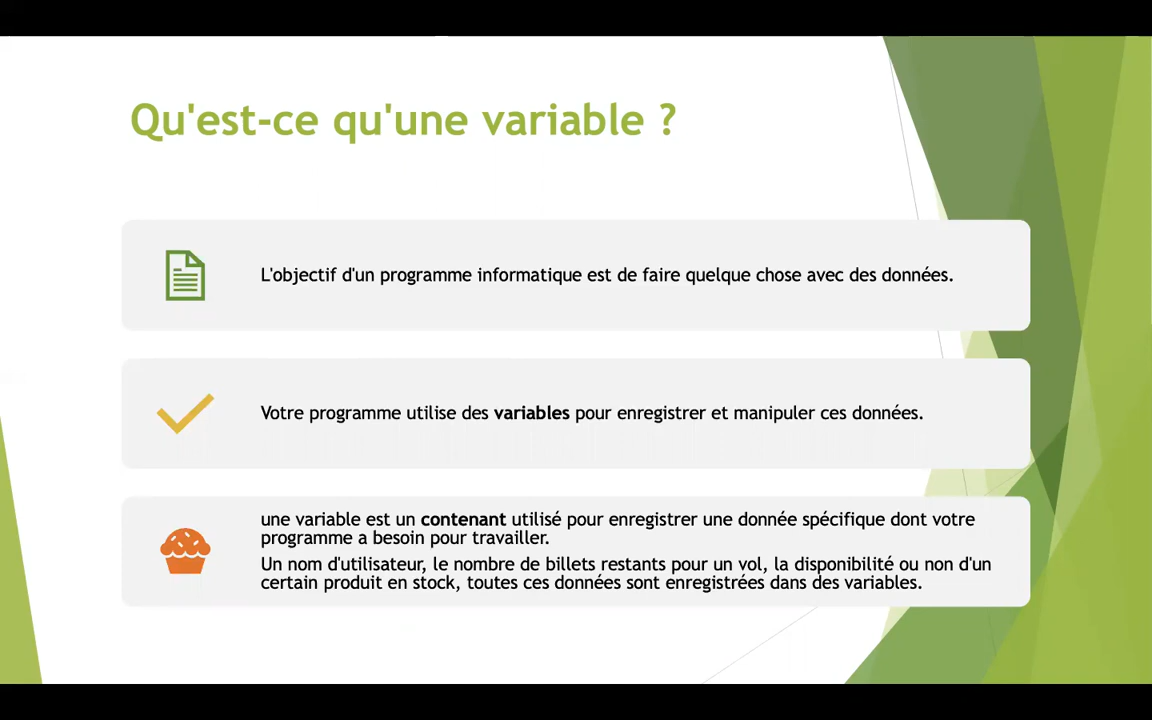 Qu'est-ce qu'une variable ?
L'objectif d'un programme informatique est de faire quelque chose avec des données.
Votre programme utilise des variables pour enregistrer et manipuler ces données.
une variable est un contenant utilisé pour enregistrer une donnée spécifique dont votre
programme a besoin pour travailler.
Un nom d'utilisateur, le nombre de billets restants pour un vol, la disponibilité ou non d'un
certain produit en stock, toutes ces données sont enregistrées dans des variables.